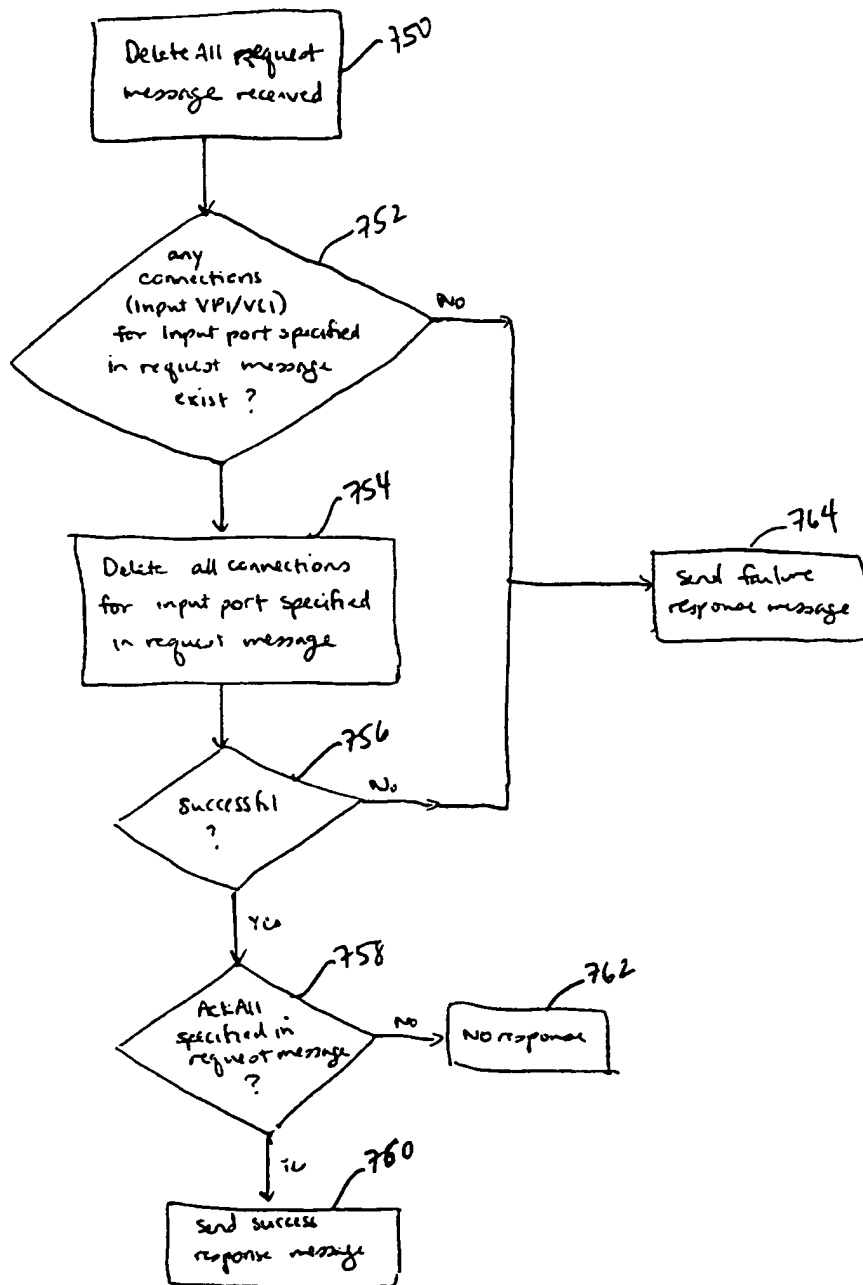 750
Delete All request
message received
752
any
connections
(Input VPI/VCI)
for input port specified
in request message
exist ?
No
754
Delete all connections
for input port specified
in request message
764
Send failure
response message
756
Successful
?
No
Yes
758
AckAll
specified in
request message
?
No
762
No response
Yes
760
Send success
response message